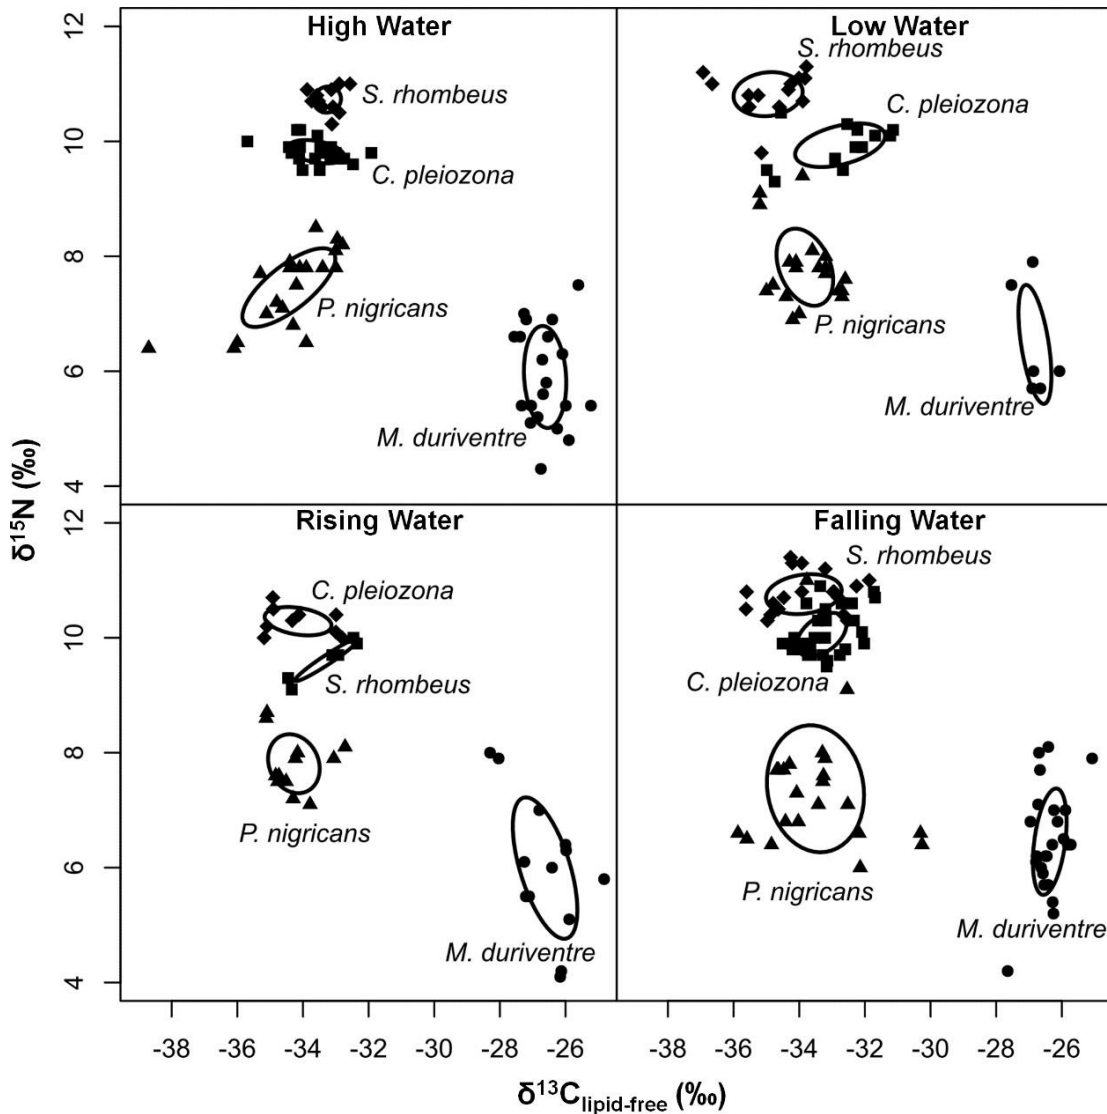 High Water
S. rhombeus
C. pleiozona
P. nigricans
M. duriventre
Low Water
S. rhombeus
C. pleiozona
P. nigricans
M. duriventre
Rising Water
C. pleiozona
S. rhombeus
P. nigricans
M. duriventre
Falling Water
S. rhombeus
C. pleiozona
P. nigricans
M. duriventre
12
10
8
6
4
12
10
8
6
4
δ15N (‰)
-38 -36 -34 -32 -30 -28 -26 -38 -36 -34 -32 -30 -28 -26
δ13Clipid-free (‰)